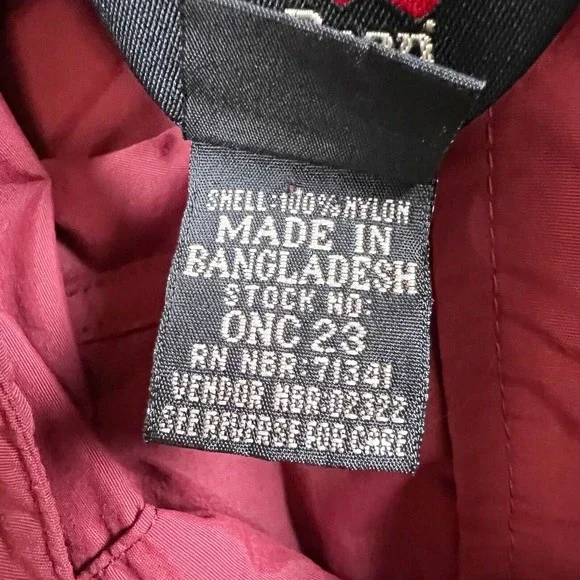 SHELL:100% NYLON
MADE IN
BANGLADESH
STOCK NO:
ONC 23
RN NBR:71341
VENDOR NBR 02322
SEE REVERSE FOR CARE